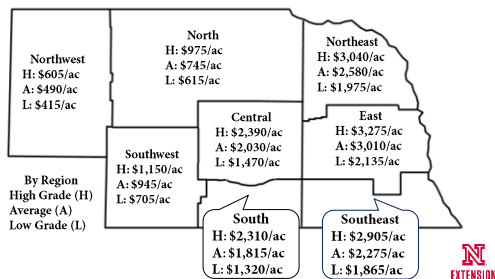 North
H: $975/ac
A: $745/ac
L: $615/ac
Northwest
H: $605/ac
A: $490/ac
L: $415/ac
Northeast
H: $3,040/ac
A: $2,580/ac
L: $1,975/ac
Central
H: $2,390/ac
A: $2,030/ac
L: $1,470/ac
East
H: $3,275/ac
A: $3,010/ac
L: $2,135/ac
Southwest
H: $1,150/ac
A: $945/ac
L: $705/ac
By Region
High Grade (H)
Average (A)
Low Grade (L)
South
H: $2,310/ac
A: $1,815/ac
L: $1,320/ac
Southeast
H: $2,905/ac
A: $2,275/ac
L: $1,865/ac
N
EXTENSION